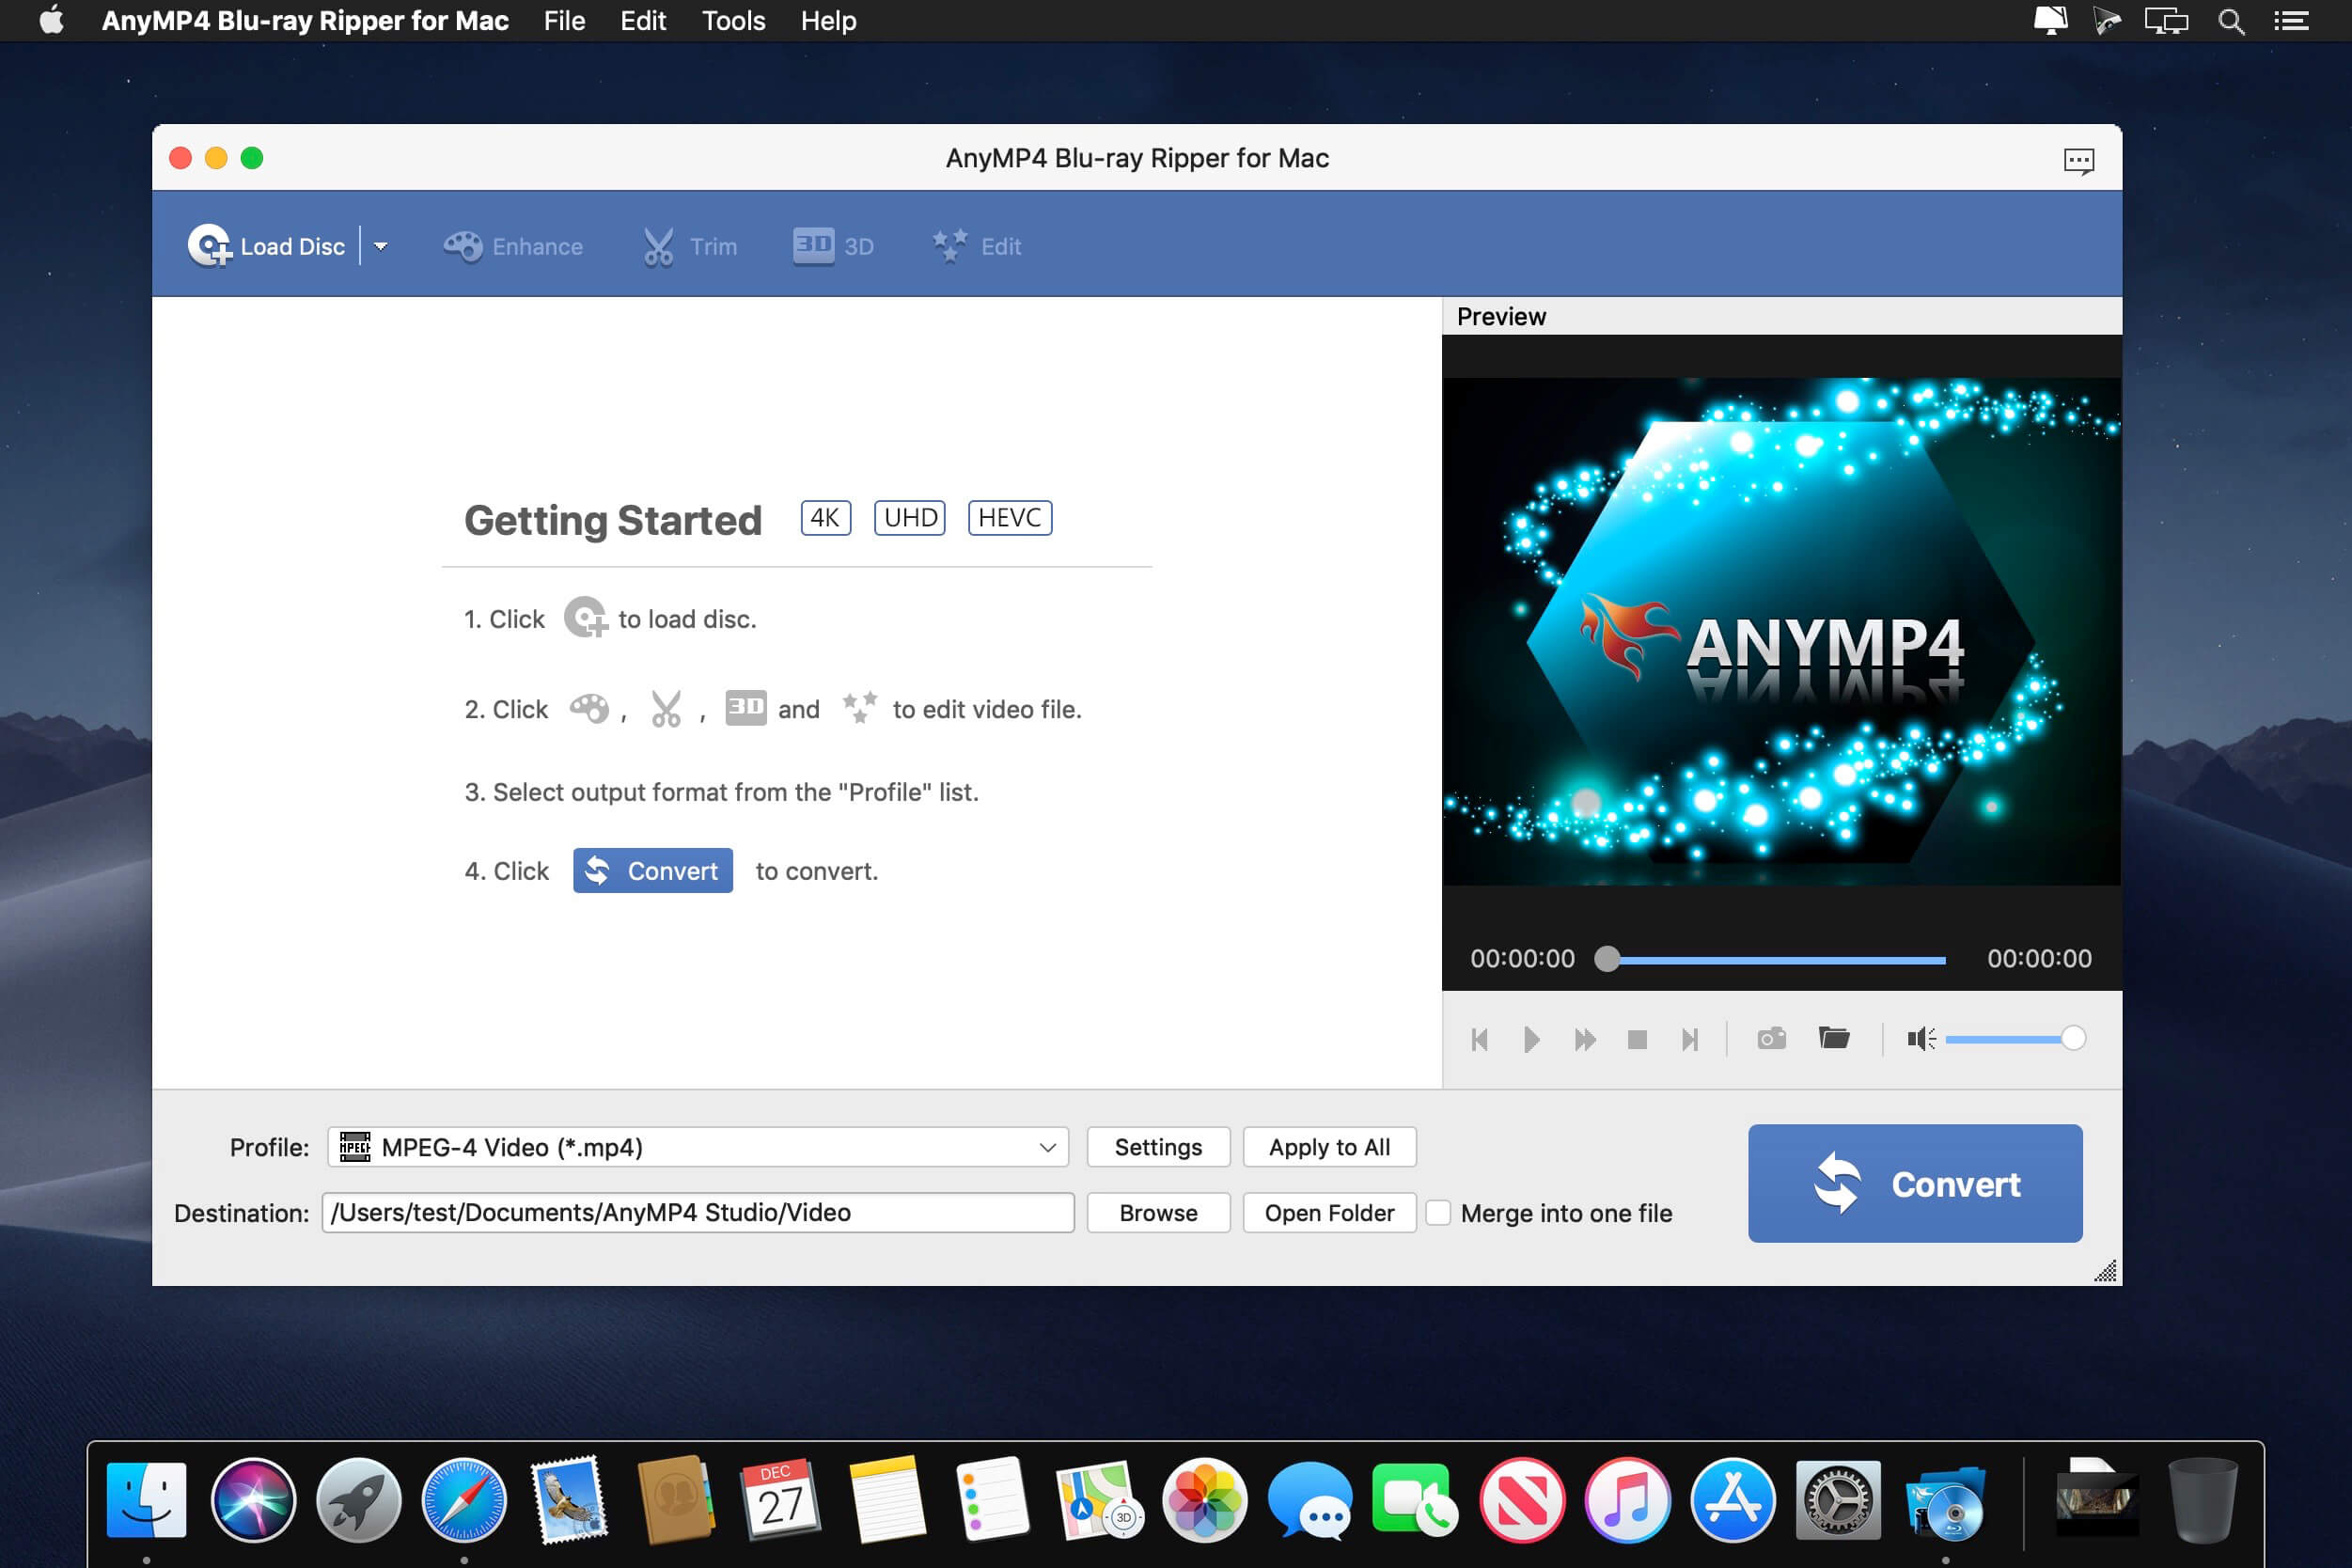 AnyMP4 Blu-ray Ripper for Mac File Edit Tools Help
AnyMP4 Blu-ray Ripper for Mac
Load Disc Enhance Trim 3D 3D Edit
Preview
Getting Started 4K UHD HEVC
1. Click to load disc.
2. Click , , 3D and to edit video file.
3. Select output format from the "Profile" list.
4. Click Convert to convert.
ANYMP4
00:00:00 00:00:00
Profile: MPEG MPEG-4 Video (*.mp4) Settings Apply to All
Destination: /Users/test/Documents/AnyMP4 Studio/Video Browse Open Folder Merge into one file
Convert
DEC
27
3D